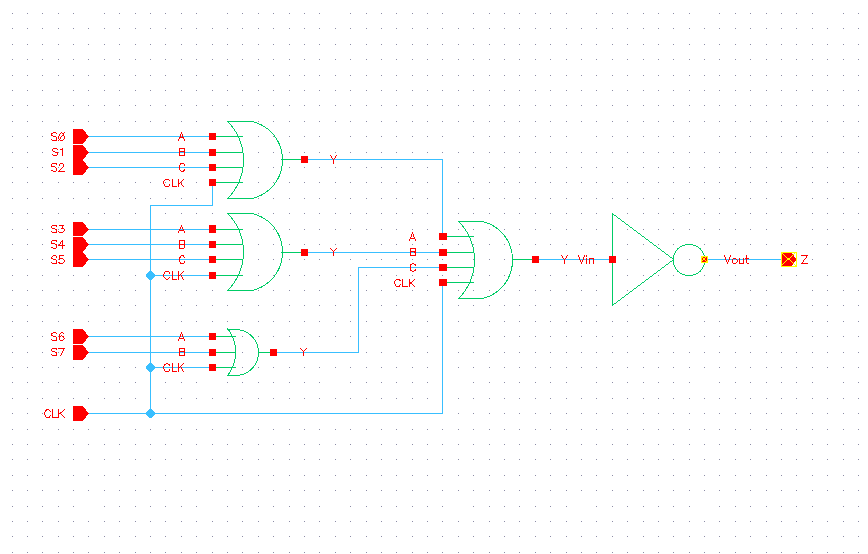 S0 A
S1 B Y
S2 C
CLK
S3 A A
S4 B Y B
S5 C Y Vin Vout Z
C
CLK CLK
S6 A
S7 B Y
CLK
CLK